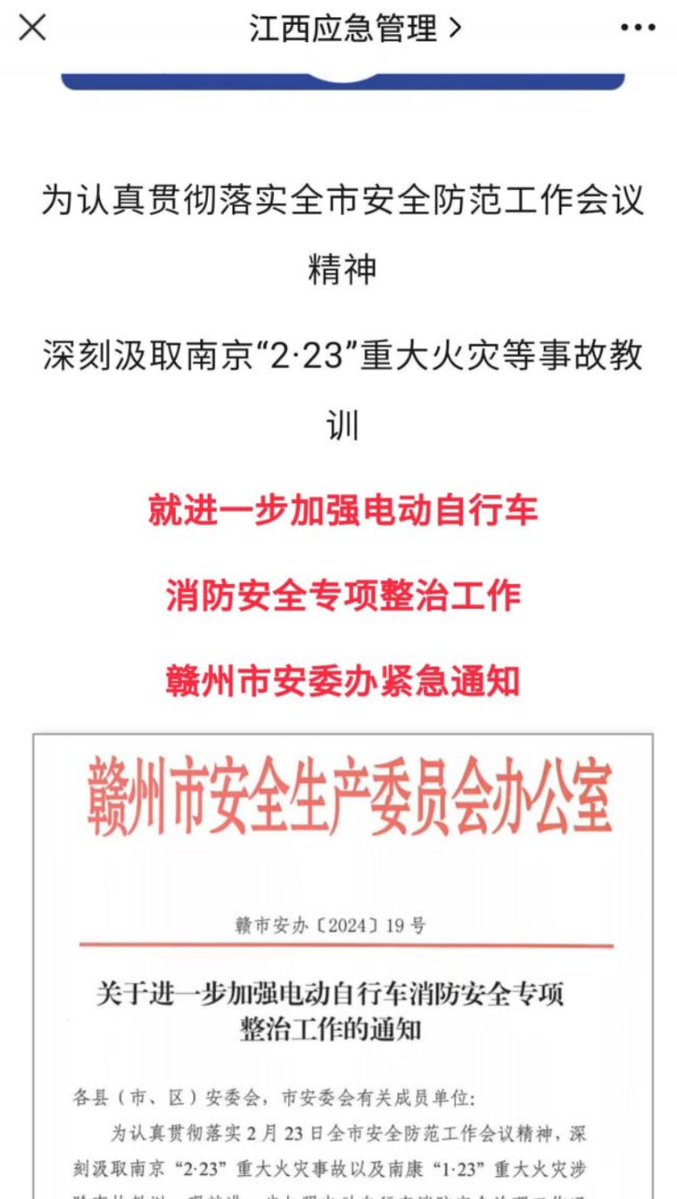 江西应急管理
为认真贯彻落实全市安全防范工作会议
精神
深刻汲取南京“2·23”重大火灾等事故教
训
就进一步加强电动自行车
消防安全专项整治工作
赣州市安委办紧急通知
赣州市安全生产委员会办公室
赣市安办〔2024〕19 号
关于进一步加强电动自行车消防安全专项
整治工作的通知
各县（市、区）安委会，市安委会有关成员单位：
为认真贯彻落实 2 月 23 日全市安全防范工作会议精神，深
刻汲取南京“2·23”重大火灾事故以及南康“1·23”重大火灾涉